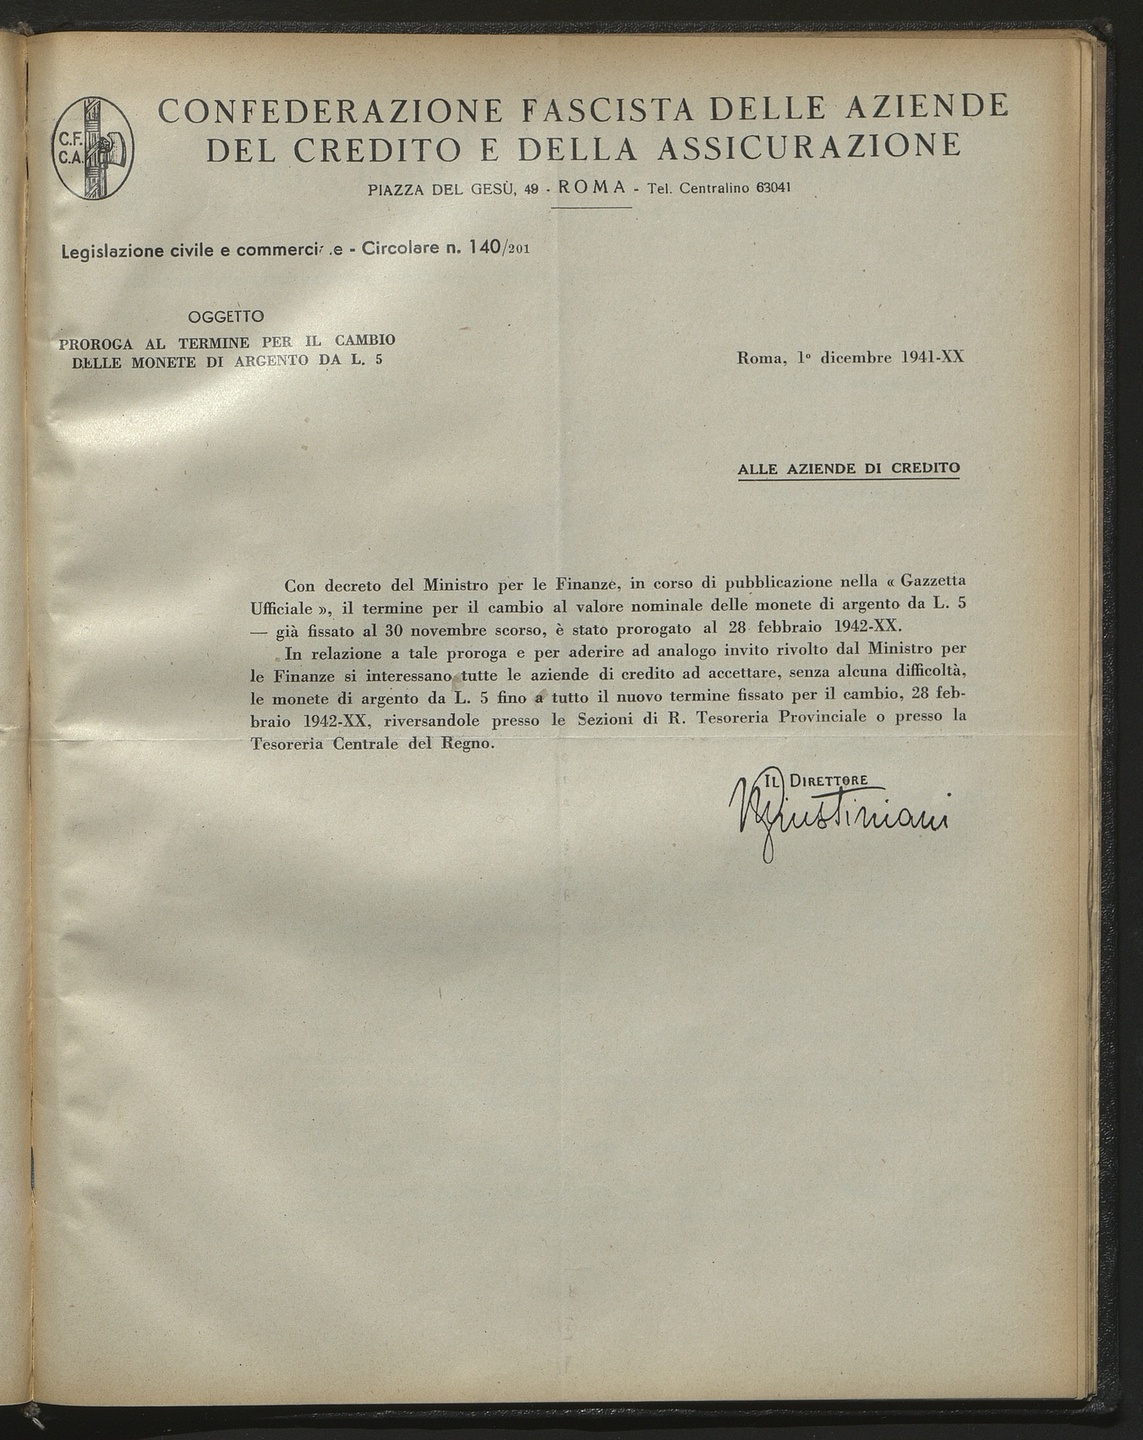 C.F.
C.A.
CONFEDERAZIONE FASCISTA DELLE AZIENDE
DEL CREDITO E DELLA ASSICURAZIONE
PIAZZA DEL GESÙ, 49 - ROMA - Tel. Centralino 63041
Legislazione civile e commerci .e - Circolare n. 140/201
OGGETTO
PROROGA AL TERMINE PER IL CAMBIO
DELLE MONETE DI ARGENTO DA L. 5
Roma, 1º dicembre 1941-XX
ALLE AZIENDE DI CREDITO
Con decreto del Ministro per le Finanze, in corso di pubblicazione nella « Gazzetta
Ufficiale », il termine per il cambio al valore nominale delle monete di argento da L. 5
— già fissato al 30 novembre scorso, è stato prorogato al 28 febbraio 1942-XX.
In relazione a tale proroga e per aderire ad analogo invito rivolto dal Ministro per
le Finanze si interessano tutte le aziende di credito ad accettare, senza alcuna difficoltà,
le monete di argento da L. 5 fino a tutto il nuovo termine fissato per il cambio, 28 feb-
braio 1942-XX, riversandole presso le Sezioni di R. Tesoreria Provinciale o presso la
Tesoreria Centrale del Regno.
IL DIRETTORE
Giustiniani